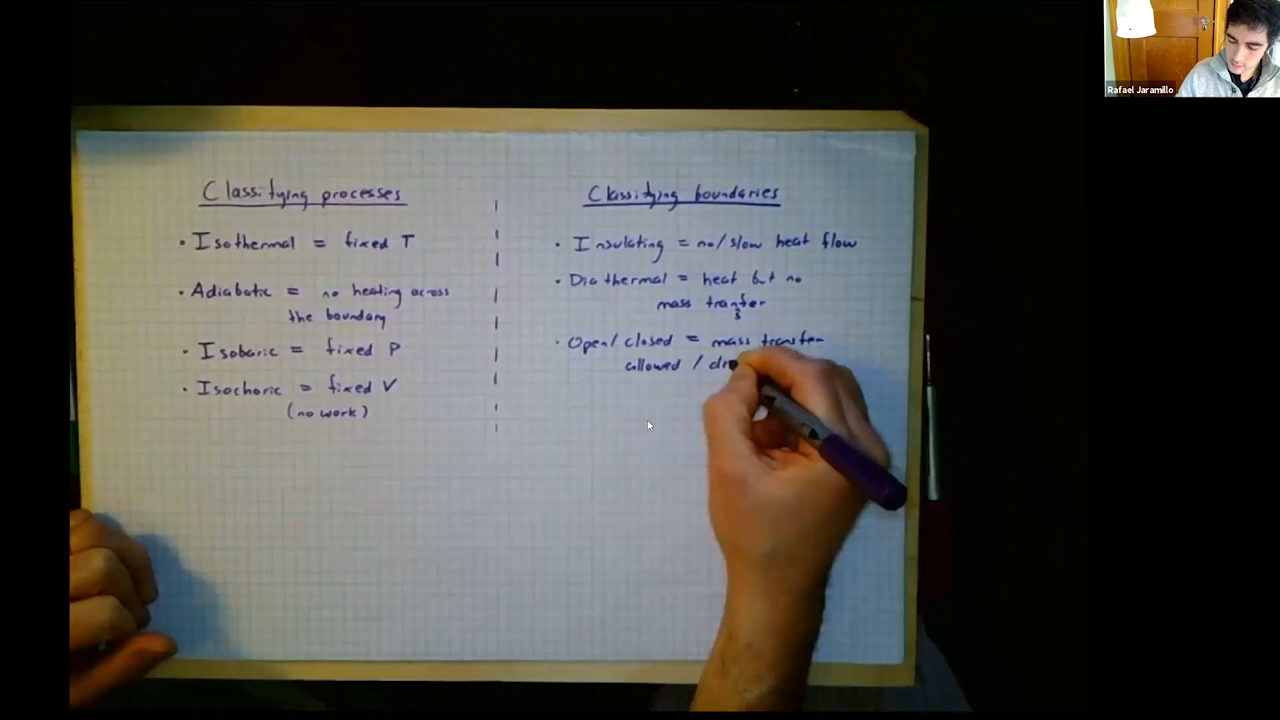 Rafael Jaramillo
Classifying processes
• Isothermal = fixed T
• Adiabatic = no heating across
the boundary
• Isobaric = fixed P
• Isochoric = fixed V
(no work)
Classifying boundaries
• Insulating = no/slow heat flow
• Diathermal = heat but no
mass tranfer
s
• Open/closed = mass transfer
allowed /